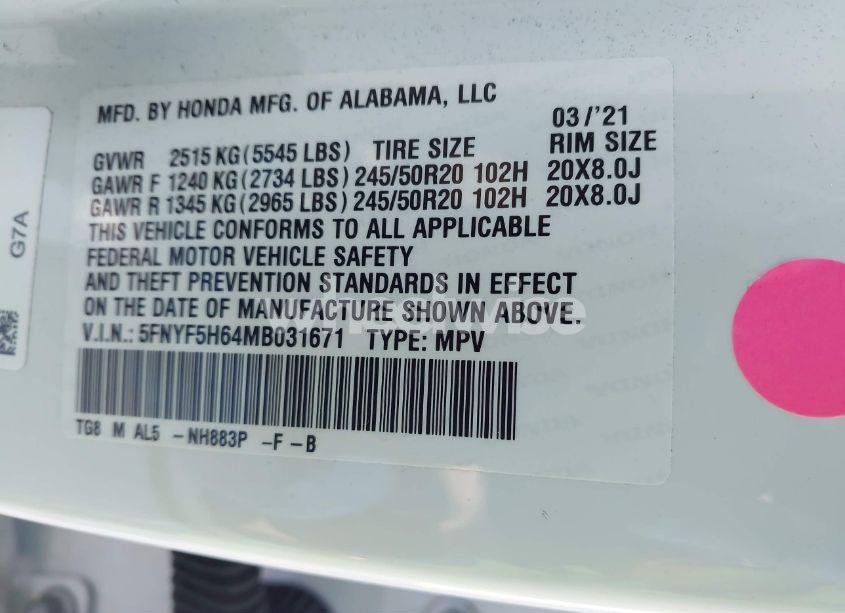 MFD. BY HONDA MFG. OF ALABAMA, LLC
03/'21
GVWR 2515 KG (5545 LBS) TIRE SIZE RIM SIZE
GAWR F 1240 KG (2734 LBS) 245/50R20 102H 20X8.0J
GAWR R 1345 KG (2965 LBS) 245/50R20 102H 20X8.0J
THIS VEHICLE CONFORMS TO ALL APPLICABLE
FEDERAL MOTOR VEHICLE SAFETY
AND THEFT PREVENTION STANDARDS IN EFFECT
ON THE DATE OF MANUFACTURE SHOWN ABOVE.
V.I.N.: 5FNYF5H64MB031671 TYPE: MPV
TG8 M AL5 -NH883P -F -B
G7A